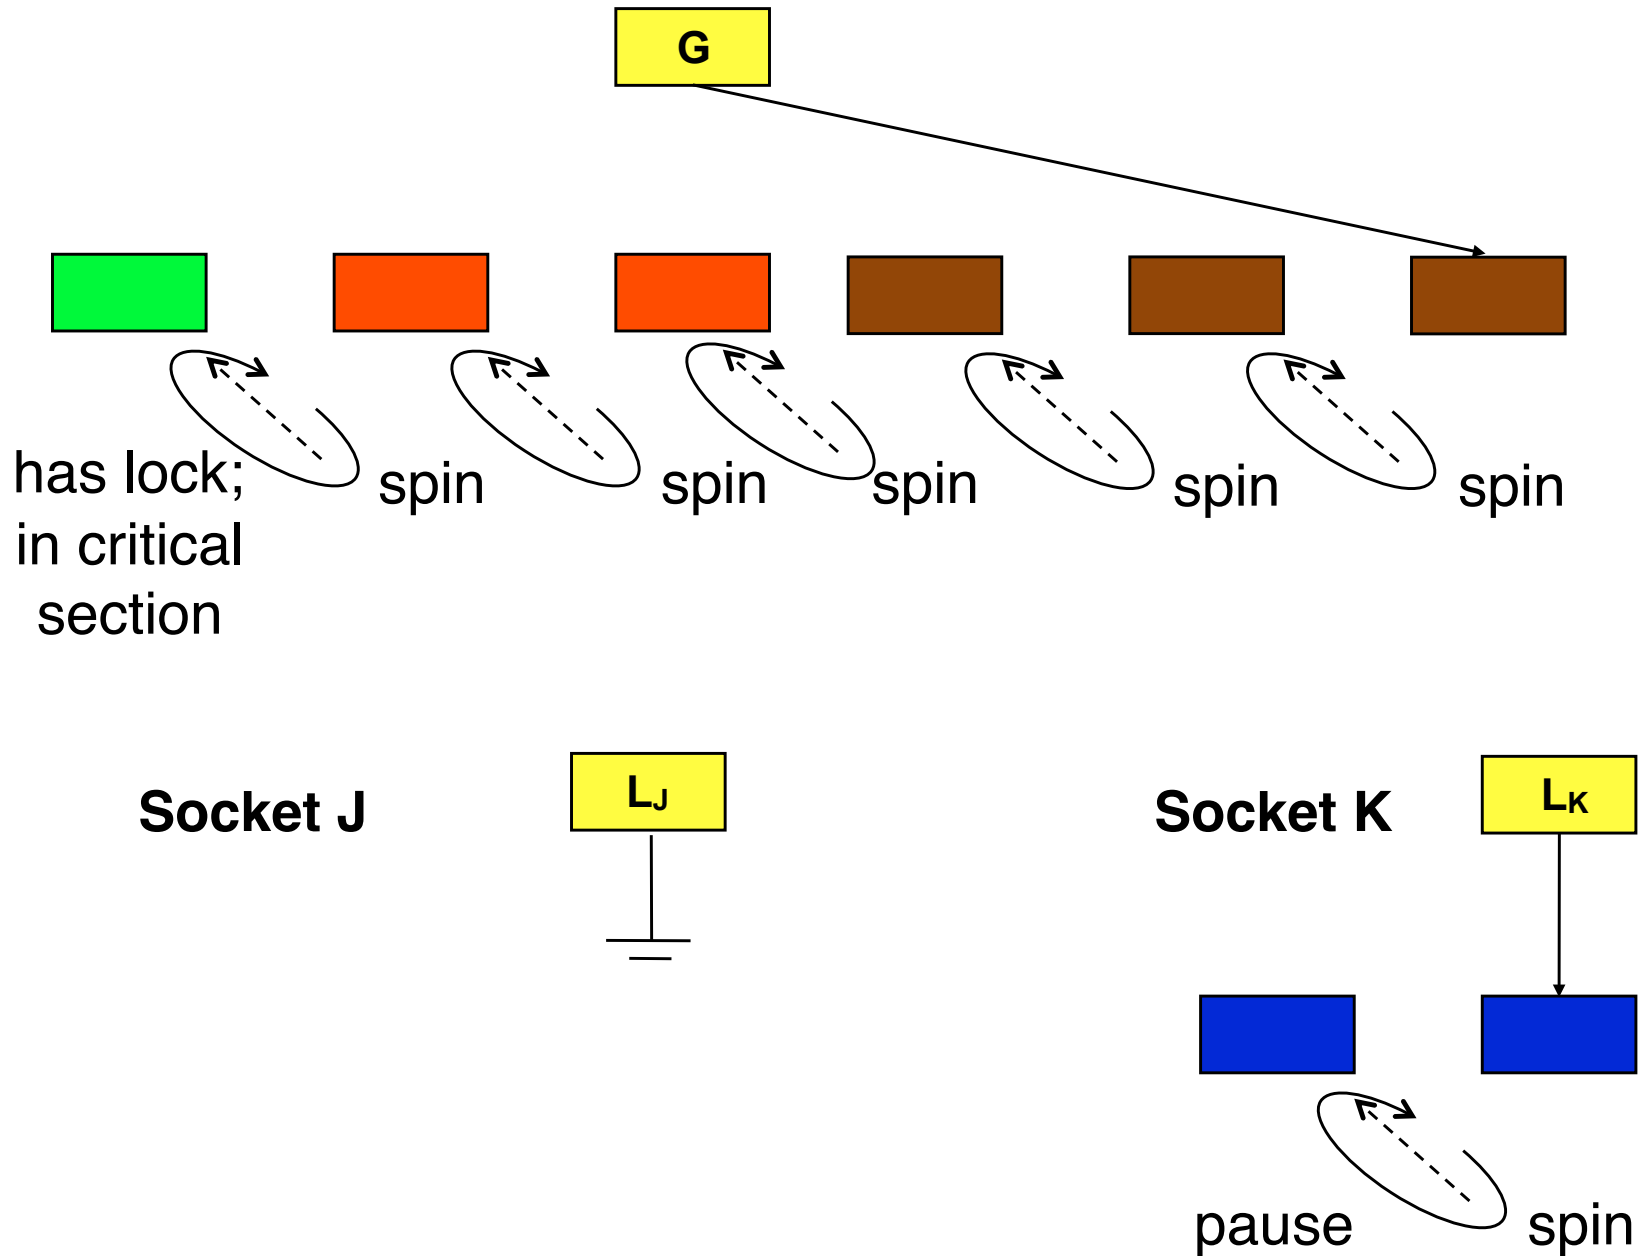 G
has lock;
in critical
section
spin
spin
spin
spin
spin
Socket J
LJ
Socket K
LK
pause
spin